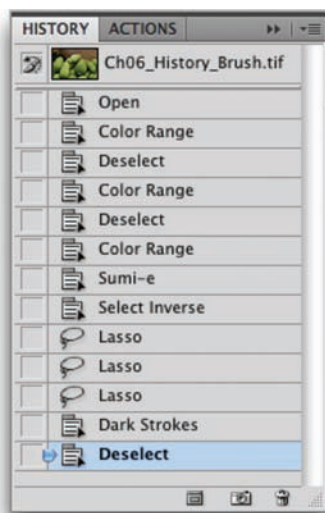 HISTORY ACTIONS
Ch06_History_Brush.tif
Open
Color Range
Deselect
Color Range
Deselect
Color Range
Sumi-e
Select Inverse
Lasso
Lasso
Lasso
Dark Strokes
Deselect